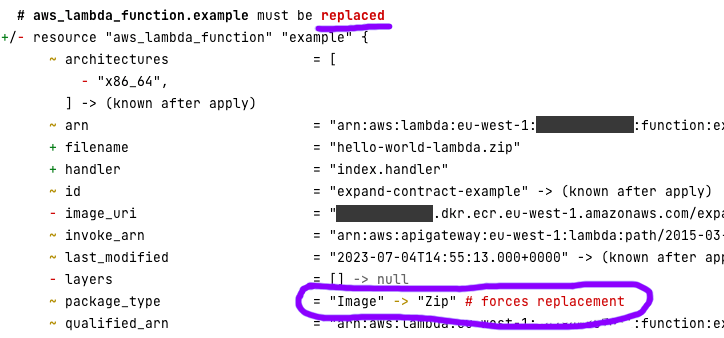 # aws_lambda_function.example must be replaced
+/- resource "aws_lambda_function" "example" {
~ architectures = [
- "x86_64",
] -> (known after apply)
~ arn = "arn:aws:lambda:eu-west-1: :function:ex
+ filename = "hello-world-lambda.zip"
+ handler = "index.handler"
~ id = "expand-contract-example" -> (known after apply)
- image_uri = " .dkr.ecr.eu-west-1.amazonaws.com/expa
~ invoke_arn = "arn:aws:apigateway:eu-west-1:lambda:path/2015-03-
~ last_modified = "2023-07-04T14:55:13.000+0000" -> (known after
- layers = [] -> null
~ package_type = "Image" -> "Zip" # forces replacement
~ qualified_arn = "arn:aws:lambda:eu-west-1: :function:ex